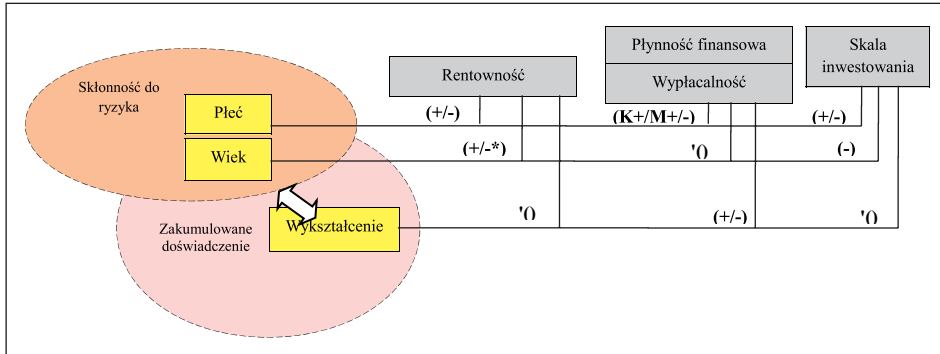 Skłonność do
ryzyka
Płeć
Wiek
Zakumulowane
doświadczenie
Wykształcenie
Rentowność
Płynność finansowa
Wypłacalność
Skala
inwestowania
(+/-)
(K+/M+/-)
(+/-)
(+/-*)
'()
(-)
'()
(+/-)
'()